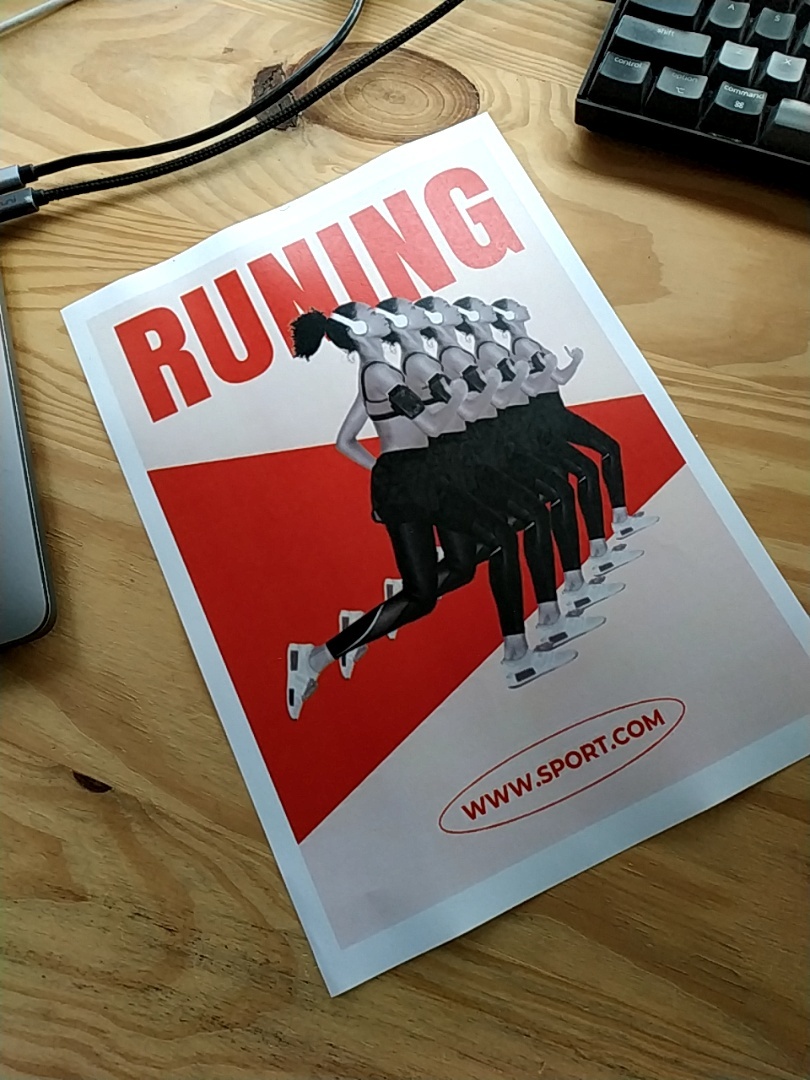 shift
A
S
Z
X
control
option
command
RUNING
WWW.SPORT.COM